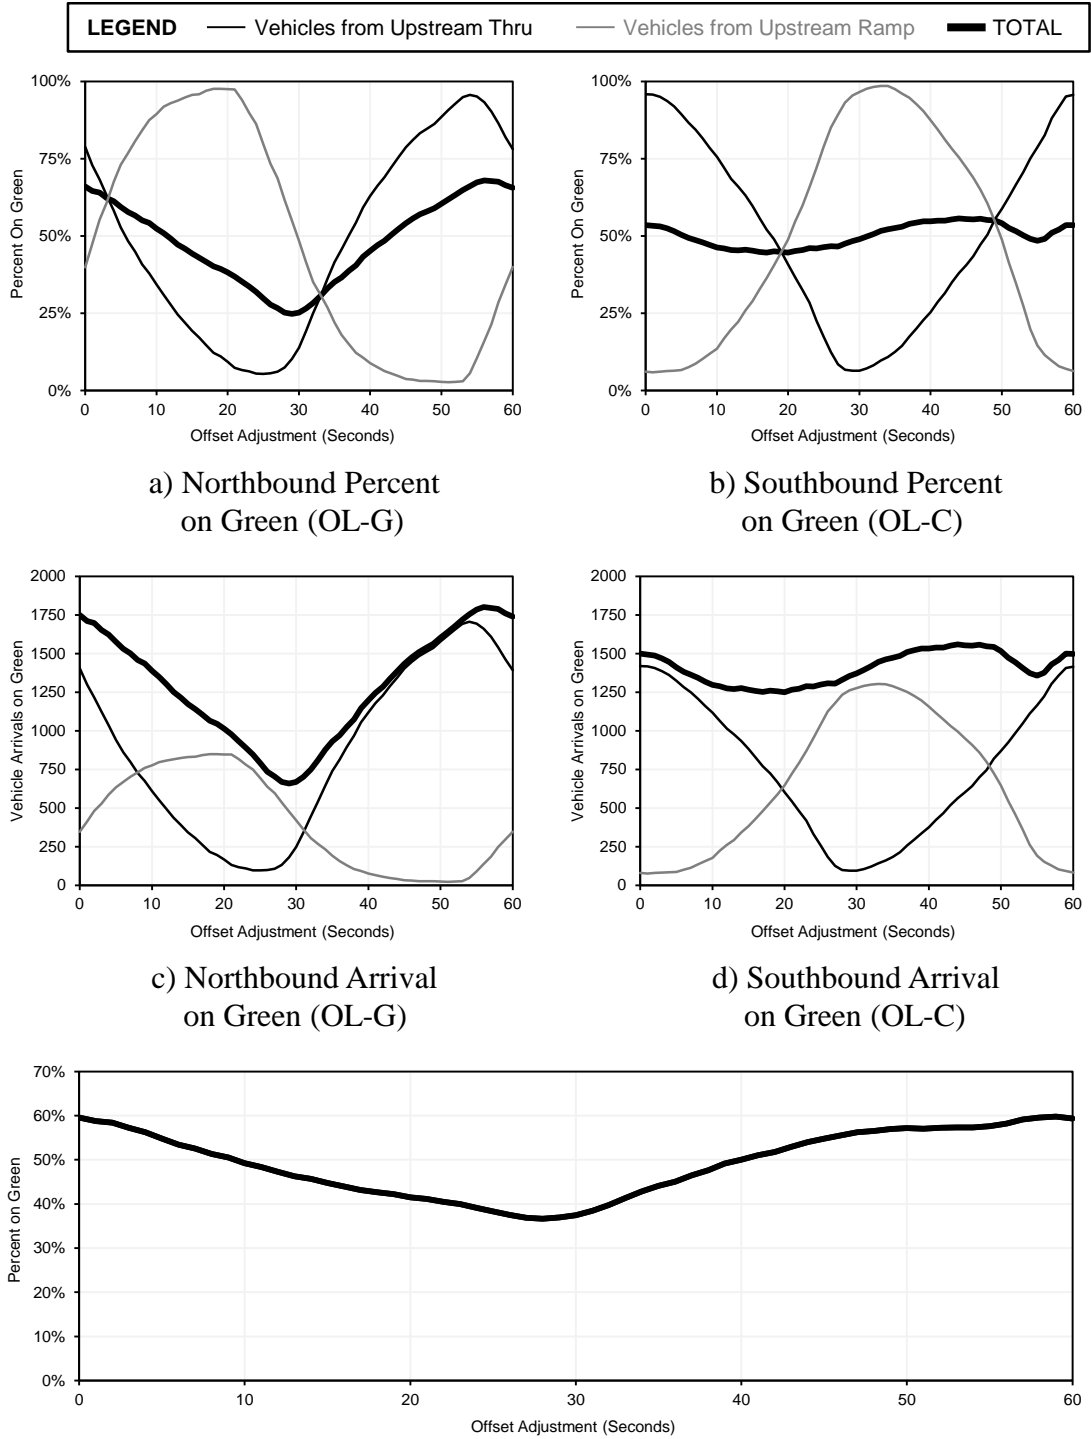 LEGEND Vehicles from Upstream Thru Vehicles from Upstream Ramp TOTAL
100%
75%
50%
25%
0%
Percent On Green
0 10 20 30 40 50 60
Offset Adjustment (Seconds)
a) Northbound Percent
on Green (OL-G)
100%
75%
50%
25%
0%
Percent On Green
0 10 20 30 40 50 60
Offset Adjustment (Seconds)
b) Southbound Percent
on Green (OL-C)
2000
1750
1500
1250
1000
750
500
250
0
Vehicle Arrivals on Green
0 10 20 30 40 50 60
Offset Adjustment (Seconds)
c) Northbound Arrival
on Green (OL-G)
2000
1750
1500
1250
1000
750
500
250
0
Vehicle Arrivals on Green
0 10 20 30 40 50 60
Offset Adjustment (Seconds)
d) Southbound Arrival
on Green (OL-C)
70%
60%
50%
40%
30%
20%
10%
0%
Percent on Green
0 10 20 30 40 50 60
Offset Adjustment (Seconds)